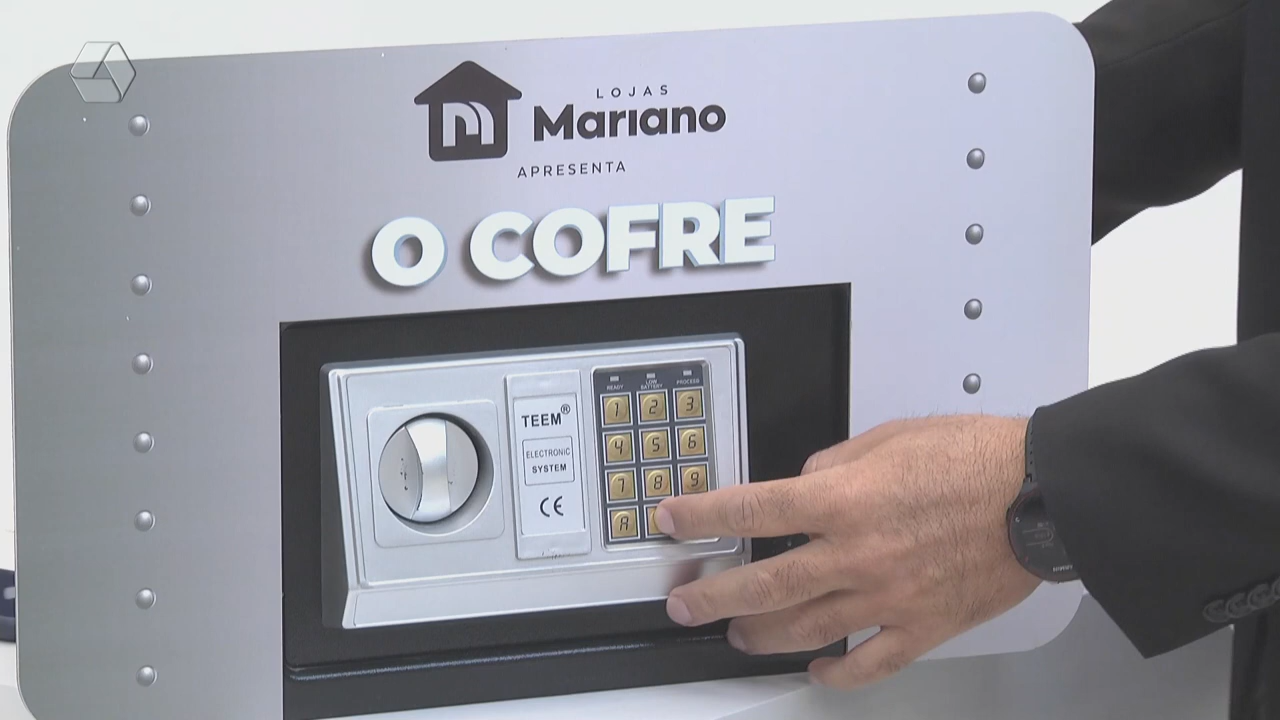 LOJAS
Mariano
APRESENTA
O COFRE
READY LOW BATTERY PROCESS
1 2 3
4 5 6
7 8 9
A
TEEM®
ELECTRONIC
SYSTEM
CE